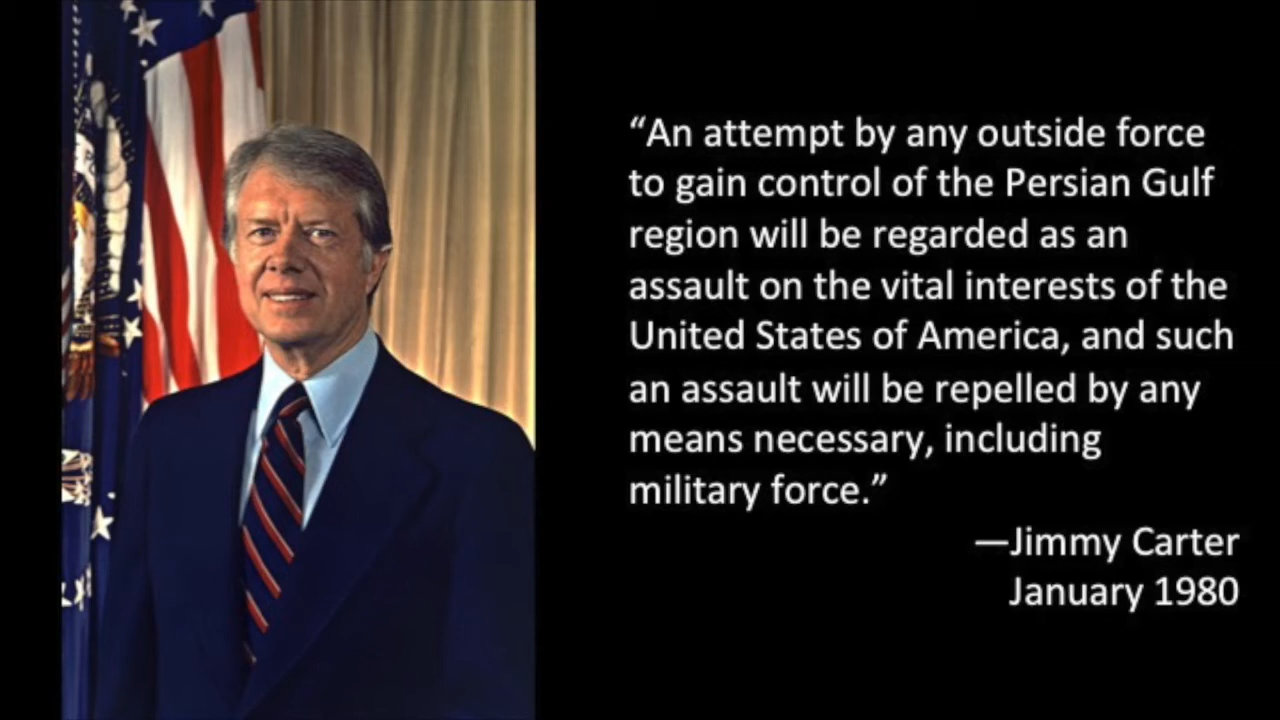 “An attempt by any outside force
to gain control of the Persian Gulf
region will be regarded as an
assault on the vital interests of the
United States of America, and such
an assault will be repelled by any
means necessary, including
military force.”
—Jimmy Carter
January 1980